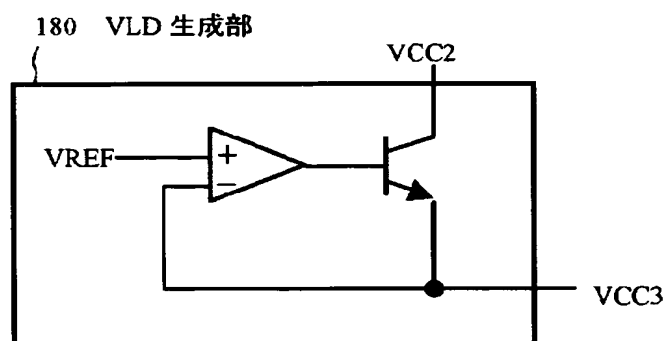 180 VLD 生成部
VCC2
VREF
+
−
VCC3